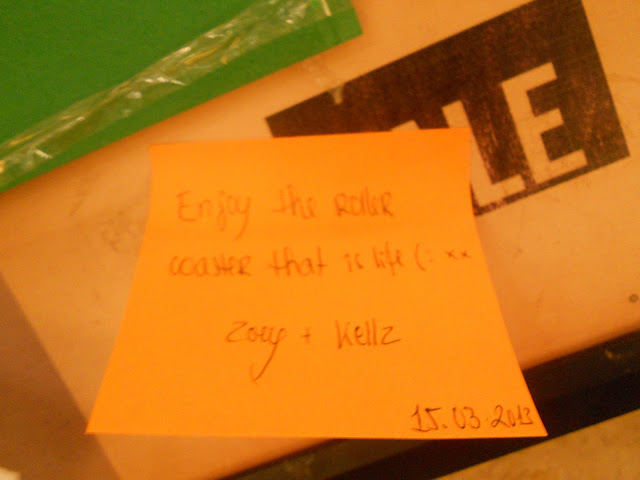 LE
Enjoy the Roller
coaster that is life (: xx
Zoey + Kellz
15.03.2013